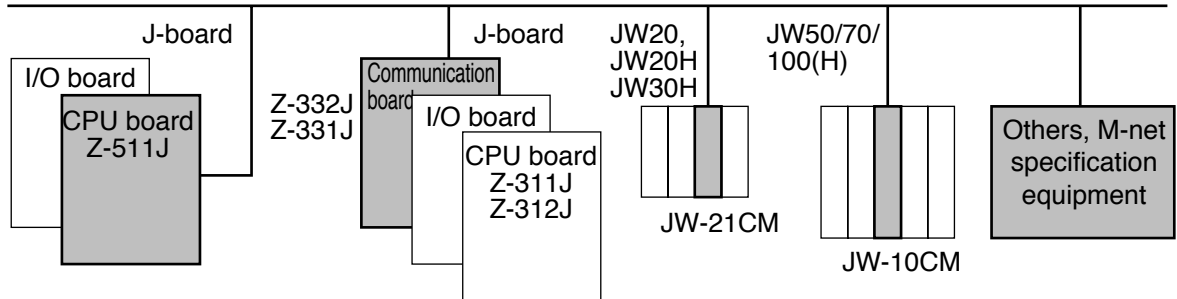 J-board
I/O board
CPU board
Z-511J
J-board
Communication
board
Z-332J
Z-331J
I/O board
CPU board
Z-311J
Z-312J
JW20,
JW20H
JW30H
JW-21CM
JW50/70/
100(H)
JW-10CM
Others, M-net
specification
equipment